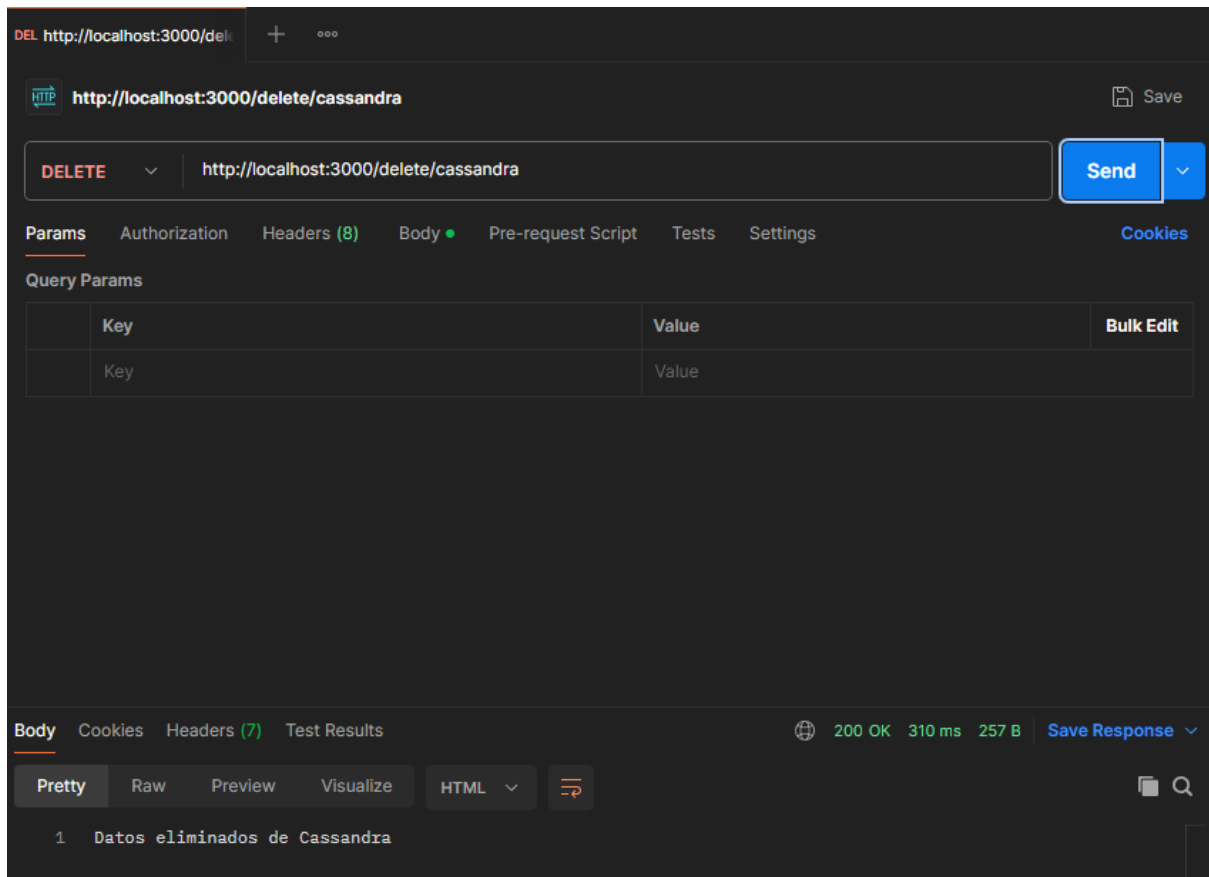 DEL http://localhost:3000/del
HTTP http://localhost:3000/delete/cassandra Save
DELETE http://localhost:3000/delete/cassandra Send
Params Authorization Headers (8) Body Pre-request Script Tests Settings Cookies
Query Params
Key Value Bulk Edit
Key Value
Body Cookies Headers (7) Test Results 200 OK 310 ms 257 B Save Response
Pretty Raw Preview Visualize HTML
1 Datos eliminados de Cassandra